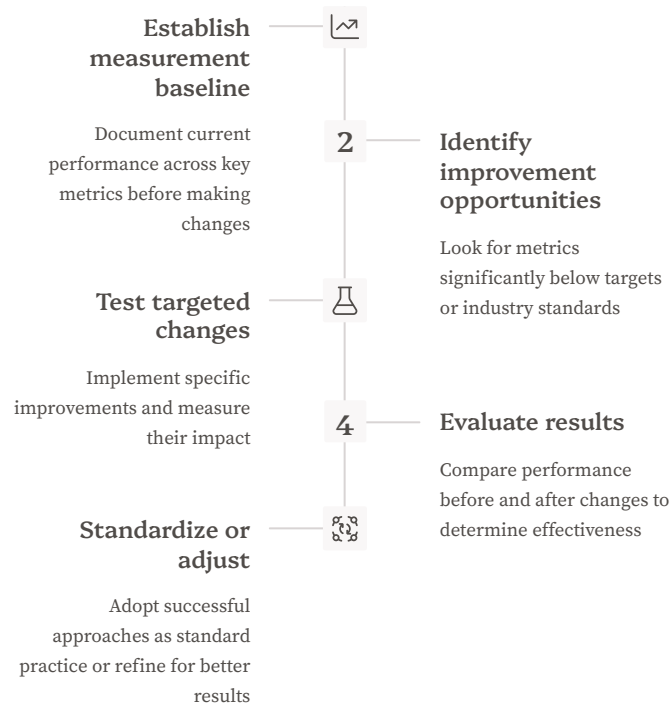 Establish
measurement
baseline
Document current
performance across key
metrics before making
changes
2
Identify
improvement
opportunities
Look for metrics
significantly below targets
or industry standards
Test targeted
changes
Implement specific
improvements and measure
their impact
4
Evaluate results
Compare performance
before and after changes to
determine effectiveness
Standardize or
adjust
Adopt successful
approaches as standard
practice or refine for better
results